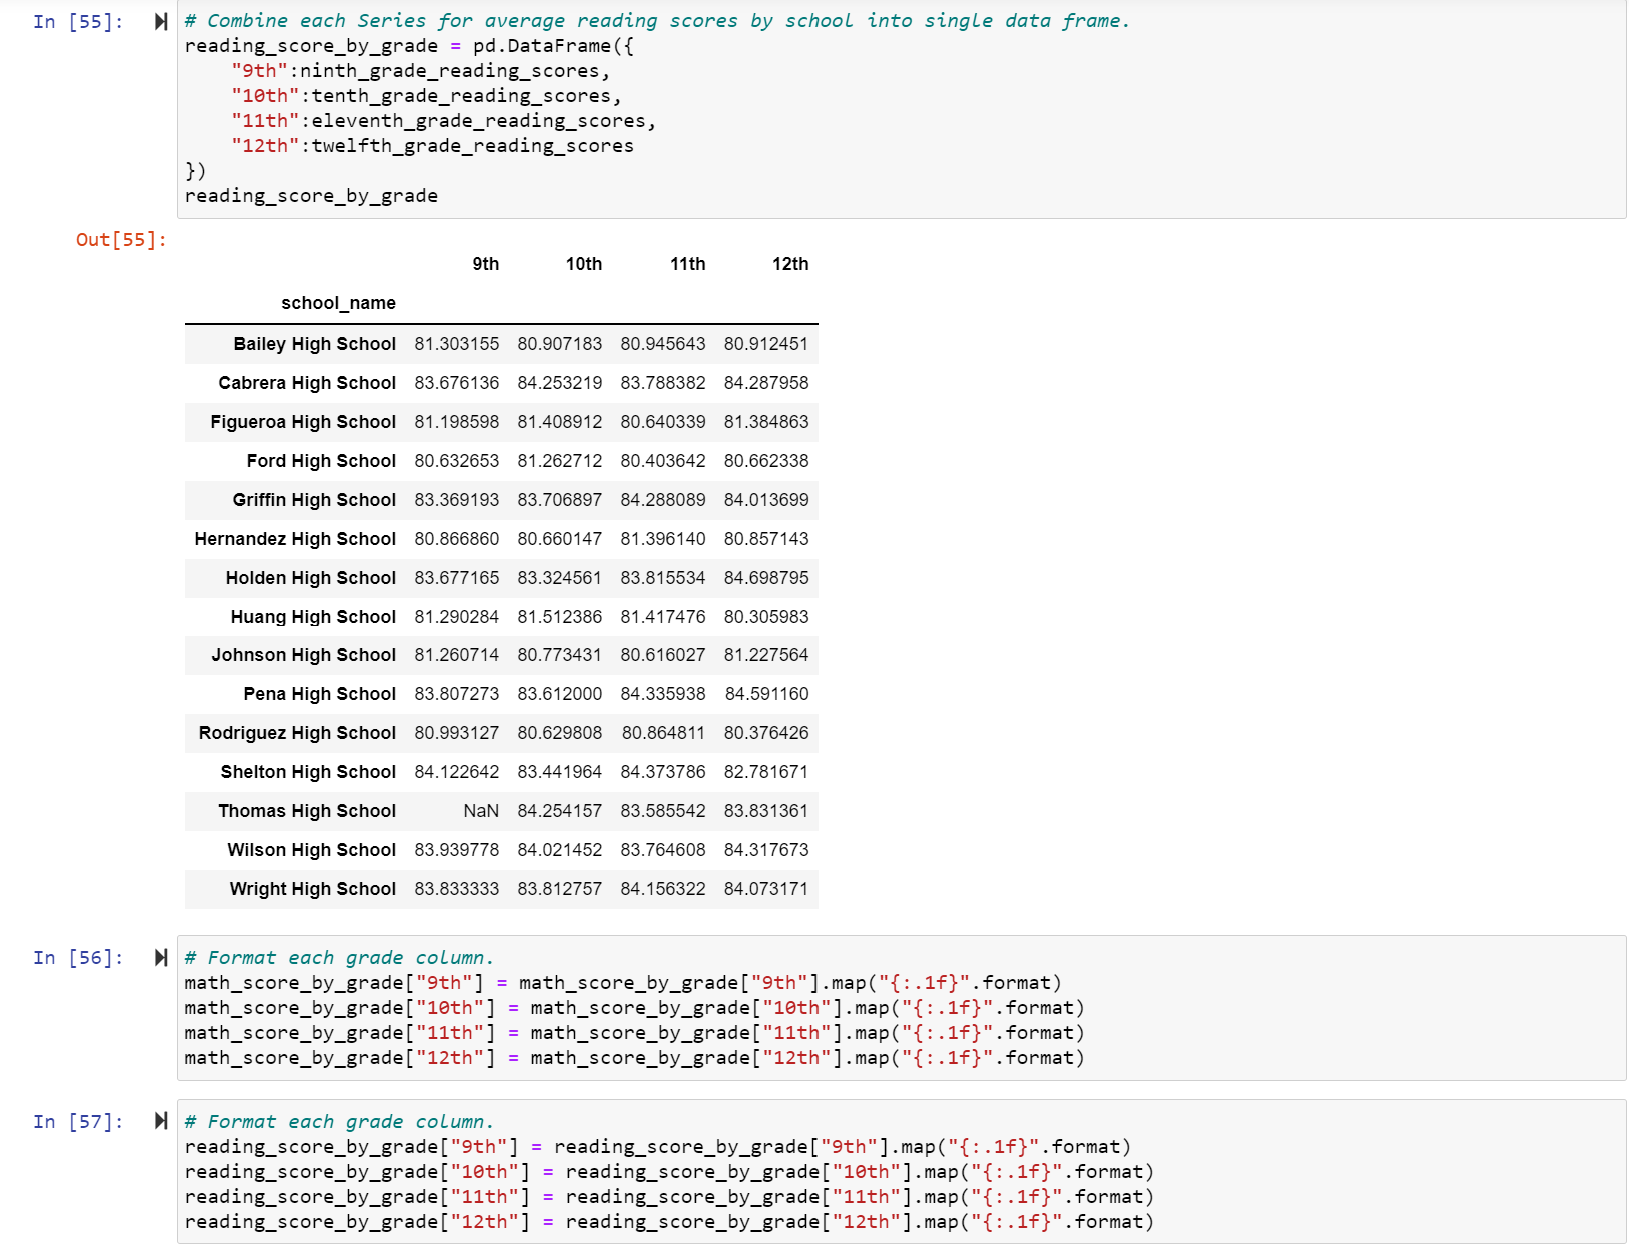 In [55]:
# Combine each Series for average reading scores by school into single data frame.
reading_score_by_grade = pd.DataFrame({
    "9th":ninth_grade_reading_scores,
    "10th":tenth_grade_reading_scores,
    "11th":eleventh_grade_reading_scores,
    "12th":twelfth_grade_reading_scores
})
reading_score_by_grade
Out[55]:
9th 10th 11th 12th
school_name
Bailey High School 81.303155 80.907183 80.945643 80.912451
Cabrera High School 83.676136 84.253219 83.788382 84.287958
Figueroa High School 81.198598 81.408912 80.640339 81.384863
Ford High School 80.632653 81.262712 80.403642 80.662338
Griffin High School 83.369193 83.706897 84.288089 84.013699
Hernandez High School 80.866860 80.660147 81.396140 80.857143
Holden High School 83.677165 83.324561 83.815534 84.698795
Huang High School 81.290284 81.512386 81.417476 80.305983
Johnson High School 81.260714 80.773431 80.616027 81.227564
Pena High School 83.807273 83.612000 84.335938 84.591160
Rodriguez High School 80.993127 80.629808 80.864811 80.376426
Shelton High School 84.122642 83.441964 84.373786 82.781671
Thomas High School NaN 84.254157 83.585542 83.831361
Wilson High School 83.939778 84.021452 83.764608 84.317673
Wright High School 83.833333 83.812757 84.156322 84.073171
In [56]:
# Format each grade column.
math_score_by_grade["9th"] = math_score_by_grade["9th"].map("{:.1f}".format)
math_score_by_grade["10th"] = math_score_by_grade["10th"].map("{:.1f}".format)
math_score_by_grade["11th"] = math_score_by_grade["11th"].map("{:.1f}".format)
math_score_by_grade["12th"] = math_score_by_grade["12th"].map("{:.1f}".format)
In [57]:
# Format each grade column.
reading_score_by_grade["9th"] = reading_score_by_grade["9th"].map("{:.1f}".format)
reading_score_by_grade["10th"] = reading_score_by_grade["10th"].map("{:.1f}".format)
reading_score_by_grade["11th"] = reading_score_by_grade["11th"].map("{:.1f}".format)
reading_score_by_grade["12th"] = reading_score_by_grade["12th"].map("{:.1f}".format)